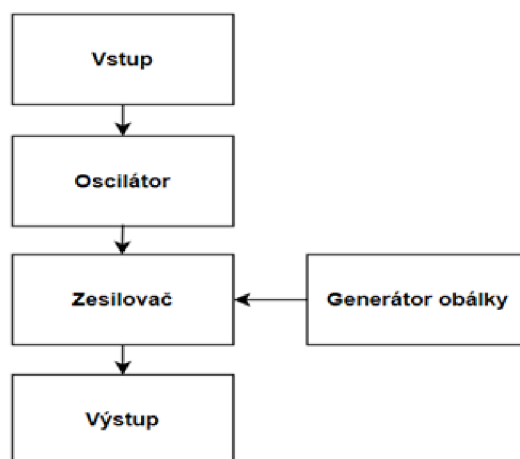 Vstup
Oscilátor
Zesilovač
Generátor obálky
Výstup